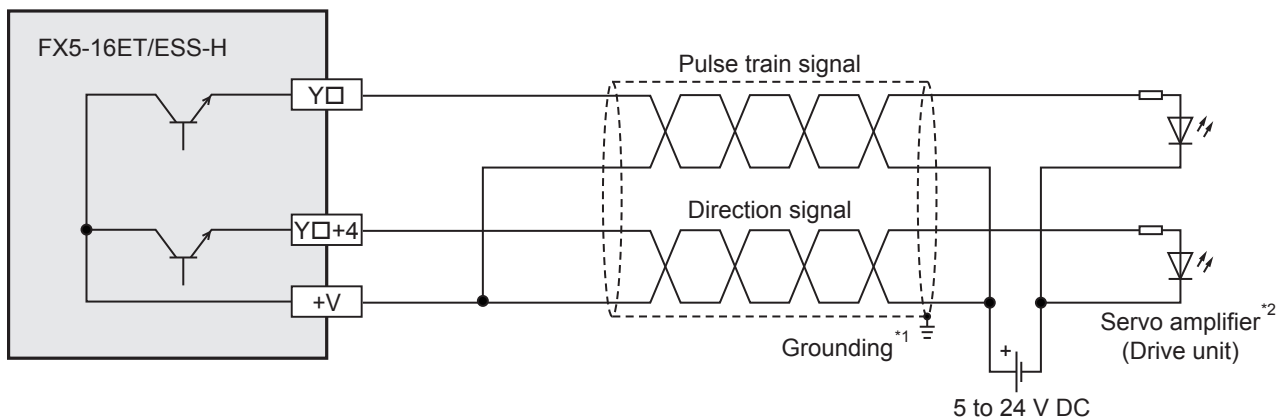 FX5-16ET/ESS-H
Pulse train signal
Y□
Direction signal
Y□+4
+V
Grounding *1
Servo amplifier *2
(Drive unit)
+
5 to 24 V DC